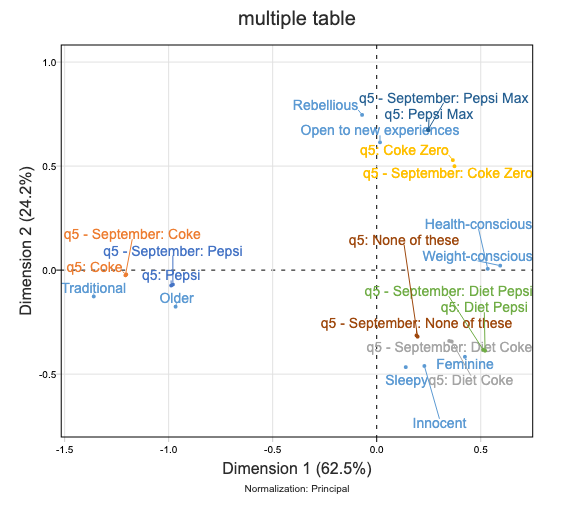 multiple table
1.0
Rebellious
q5 - September: Pepsi Max
q5: Pepsi Max
Open to new experiences
q5: Coke Zero
0.5
q5 - September: Coke Zero
Dimension 2 (24.2%)
Health-conscious
q5 - September: Coke
q5: None of these
q5 - September: Pepsi
Weight-conscious
0.0
q5: Coke
q5: Pepsi
Traditional
Older
q5 - September: Diet Pepsi
q5: Diet Pepsi
q5 - September: None of these
q5 - September: Diet Coke
Feminine
-0.5
Sleepy
q5: Diet Coke
Innocent
-1.5 -1.0 -0.5 0.0 0.5
Dimension 1 (62.5%)
Normalization: Principal